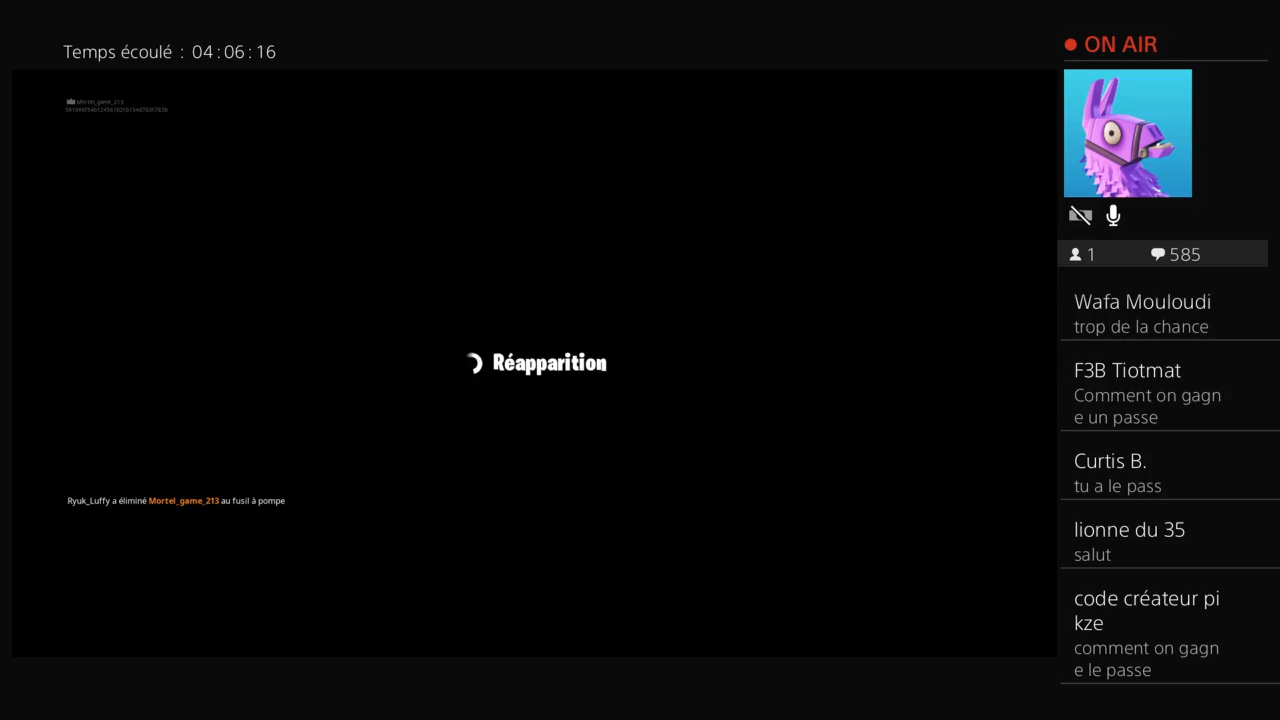 Temps écoulé : 04:06:16
ON AIR
Mortel_game_213
1
585
Wafa Mouloudi
trop de la chance
F3B Tiotmat
Comment on gagn
e un passe
Curtis B.
tu a le pass
lionne du 35
salut
code créateur pi
kze
comment on gagn
e le passe
Réapparition
Ryuk_Luffy a éliminé Mortel_game_213 au fusil à pompe